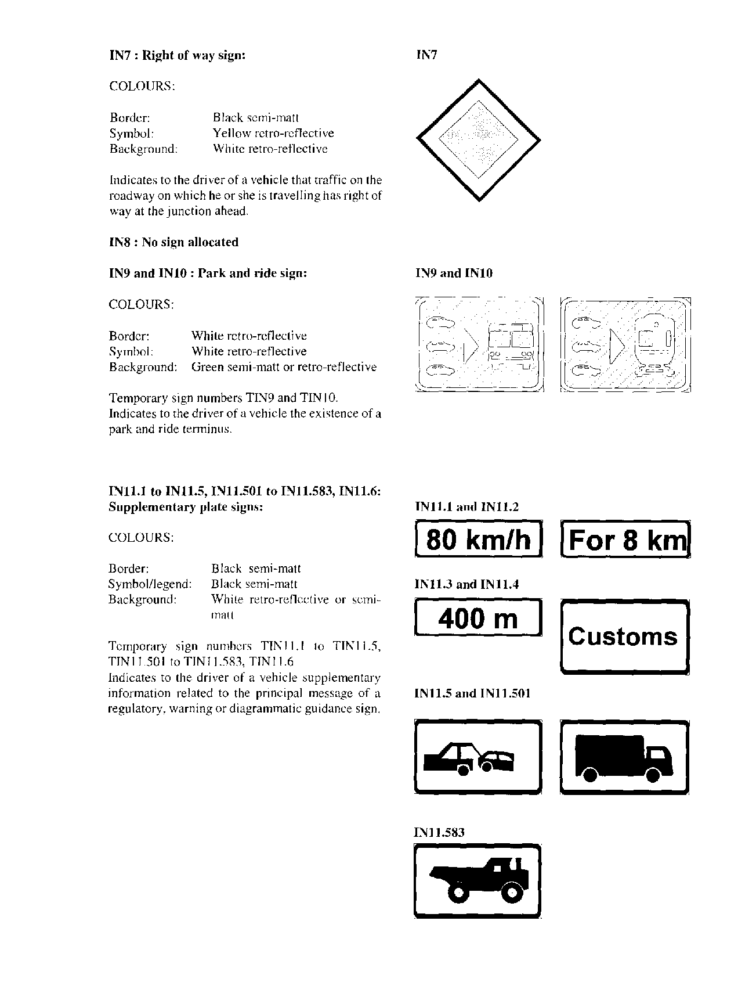 IN7 : Right of way sign:
IN7
COLOURS:
Border: Black semi-matt
Symbol: Yellow retro-reflective
Background: White retro-reflective
Indicates to the driver of a vehicle that traffic on the
roadway on which he or she is travelling has right of
way at the junction ahead.
IN8 : No sign allocated
IN9 and IN10 : Park and ride sign:
IN9 and IN10
COLOURS:
Border: White retro-reflective
Symbol: White retro-reflective
Background: Green semi-matt or retro-reflective
Temporary sign numbers TIN9 and TIN10.
Indicates to the driver of a vehicle the existence of a
park and ride terminus.
IN11.1 to IN11.5, IN11.501 to IN11.583, IN11.6:
Supplementary plate signs:
COLOURS:
Border: Black semi-matt
Symbol/legend: Black semi-matt
Background: White retro-reflective or semi-
matt
Temporary sign numbers TIN11.1 to TIN11.5,
TIN11.501 to TIN11.583, TIN11.6
Indicates to the driver of a vehicle supplementary
information related to the principal message of a
regulatory, warning or diagrammatic guidance sign.
IN11.1 and IN11.2
80 km/h
For 8 km
IN11.3 and IN11.4
400 m
Customs
IN11.5 and IN11.501
IN11.583